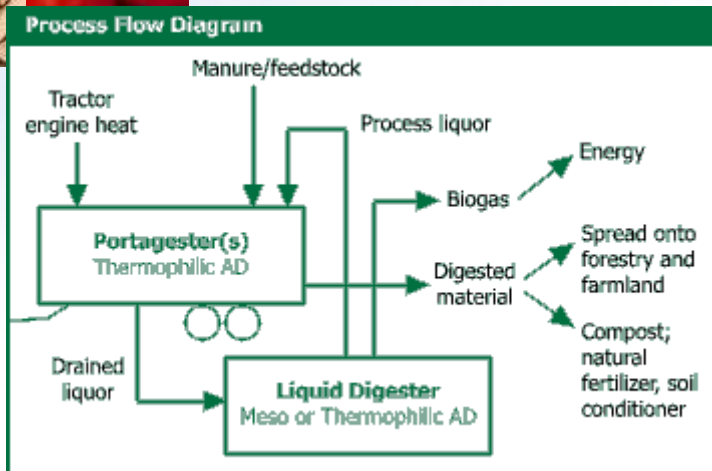 Process Flow Diagram
Manure/feedstock
Tractor
engine heat
Process liquor
Energy
Biogas
Portagester(s)
Thermophilic AD
Spread onto
forestry and
farmland
Digested
material
Compost;
natural
fertilizer, soil
conditioner
Drained
liquor
Liquid Digester
Meso or Thermophilic AD